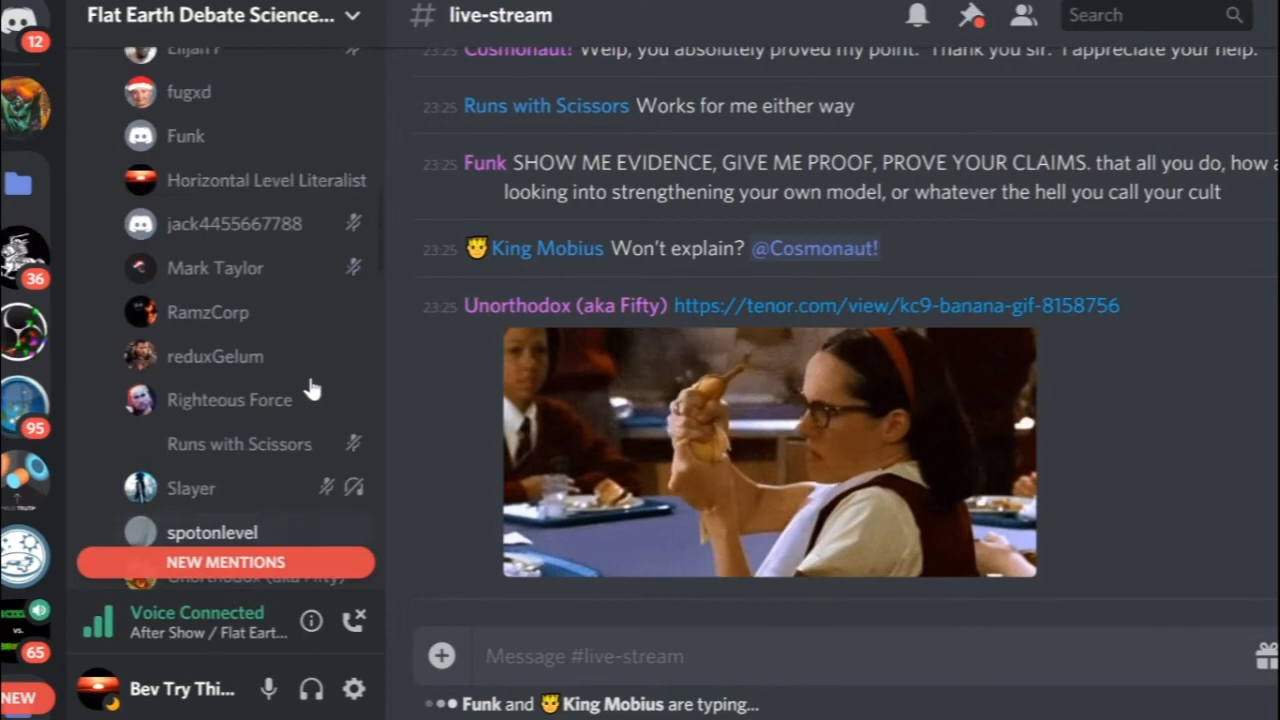 12
36
95
65
NEW
Flat Earth Debate Science...
Elijah F
fugxd
Funk
Horizontal Level Literalist
jack4455667788
Mark Taylor
RamzCorp
reduxGelum
Righteous Force
Runs with Scissors
Slayer
spotonlevel
NEW MENTIONS
Unorthodox (aka Fifty)
Voice Connected
After Show / Flat Eart...
Bev Try Thi...
# live-stream
Search
23:25 Cosmonaut! Welp, you absolutely proved my point. Thank you sir. I appreciate your help.
23:25 Runs with Scissors Works for me either way
23:25 Funk SHOW ME EVIDENCE, GIVE ME PROOF, PROVE YOUR CLAIMS. that all you do, how a
looking into strengthening your own model, or whatever the hell you call your cult
23:25 King Mobius Won't explain? @Cosmonaut!
23:25 Unorthodox (aka Fifty) https://tenor.com/view/kc9-banana-gif-8158756
Message #live-stream
Funk and King Mobius are typing...